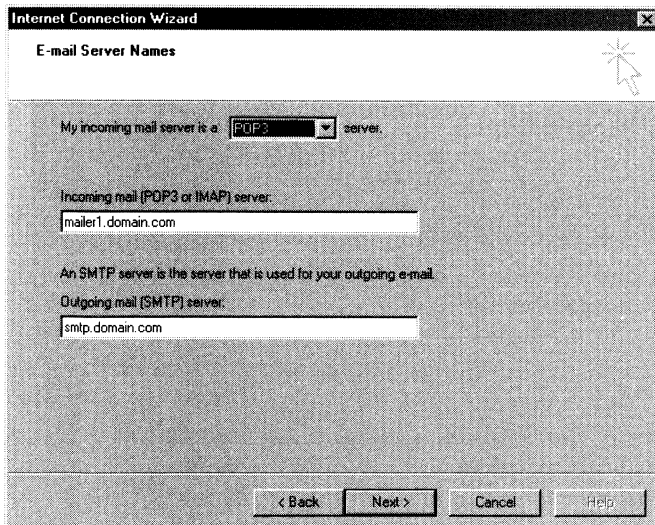 Internet Connection Wizard
E-mail Server Names
My incoming mail server is a POP3 server.
Incoming mail (POP3 or IMAP) server:
mailer1.domain.com
An SMTP server is the server that is used for your outgoing e-mail.
Outgoing mail (SMTP) server:
smtp.domain.com
< Back Next > Cancel Help